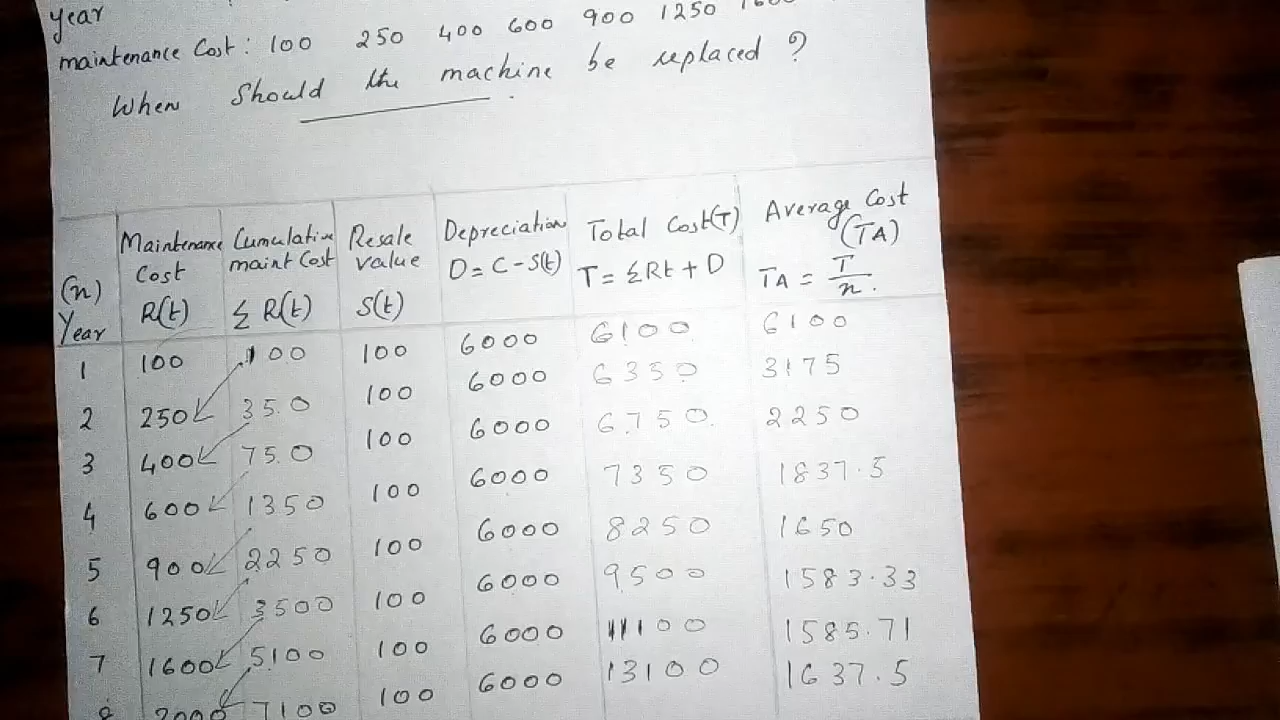 year
maintenance Cost: 100 250 400 600 900 1250
When should the machine be replaced ?
(n) Year | Maintenance Cost R(t) | Cumulative maint Cost Σ R(t) | Resale value S(t) | Depreciation D = C - S(t) | Total Cost(T) T = ΣRt + D | Average Cost (TA) TA = T/n.
1 100 100 100 6000 6100 6100
2 250 350 100 6000 6350 3175
3 400 750 100 6000 6750 2250
4 600 1350 100 6000 7350 1837.5
5 900 2250 100 6000 8250 1650
6 1250 3500 100 6000 9500 1583.33
7 1600 5100 100 6000 11100 1585.71
8 2000 7100 100 6000 13100 1637.5